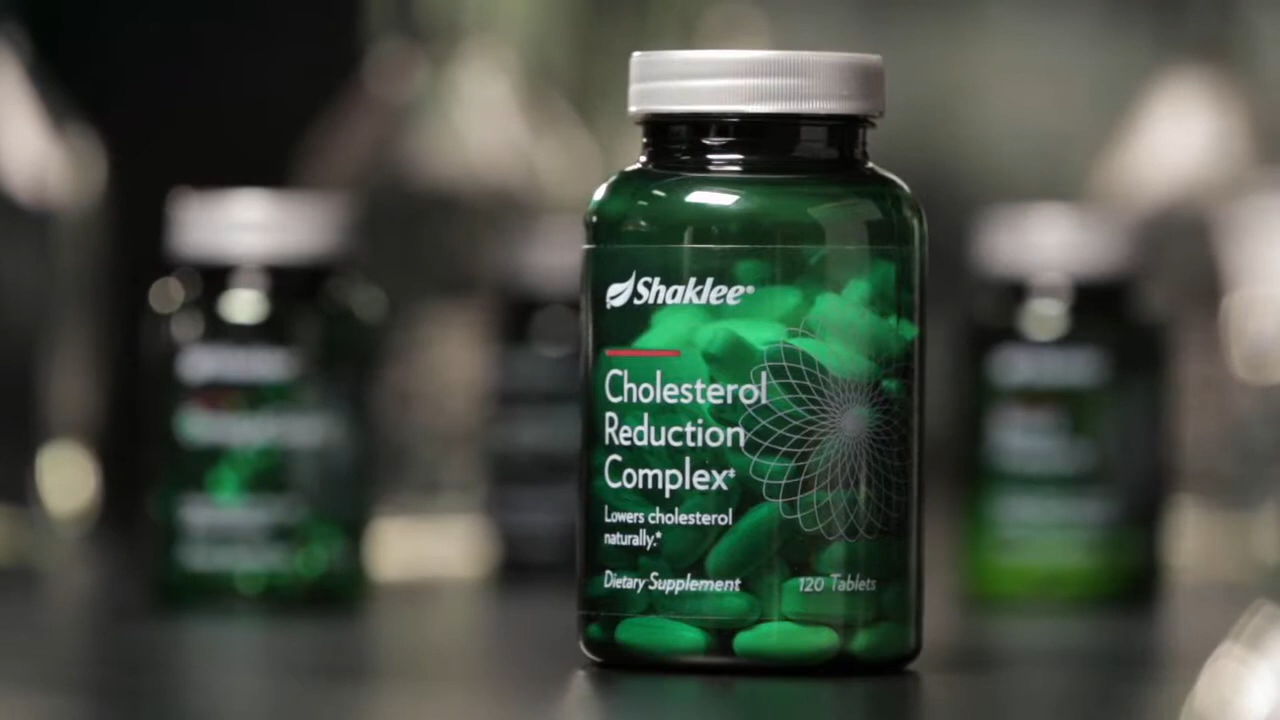 Shaklee®
Cholesterol
Reduction
Complex‡
Lowers cholesterol
naturally.*
Dietary Supplement
120 Tablets